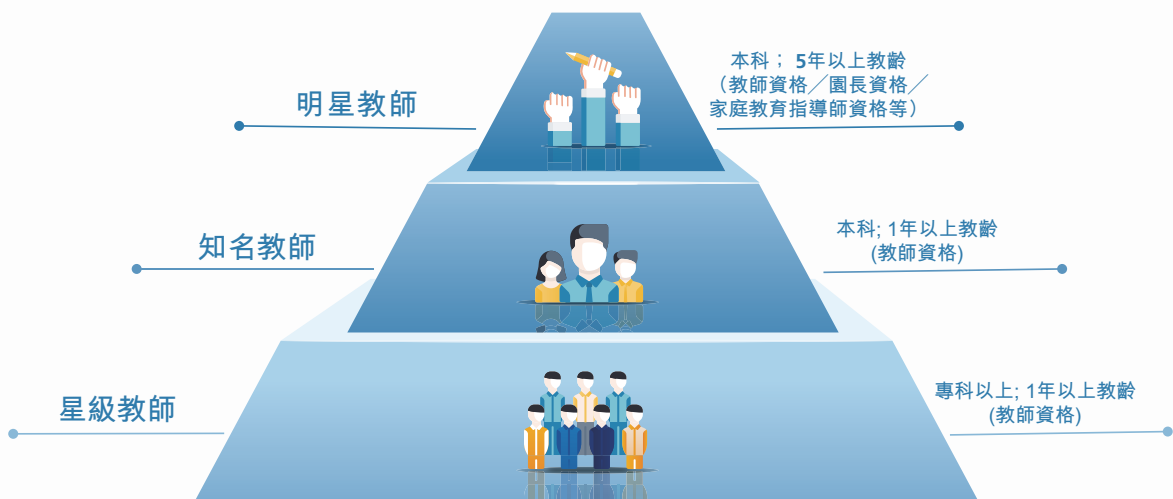 明星教師
本科； 5年以上教齡
（教師資格╱園長資格╱
家庭教育指導師資格等）
知名教師
本科; 1年以上教齡
(教師資格)
星級教師
專科以上; 1年以上教齡
(教師資格)